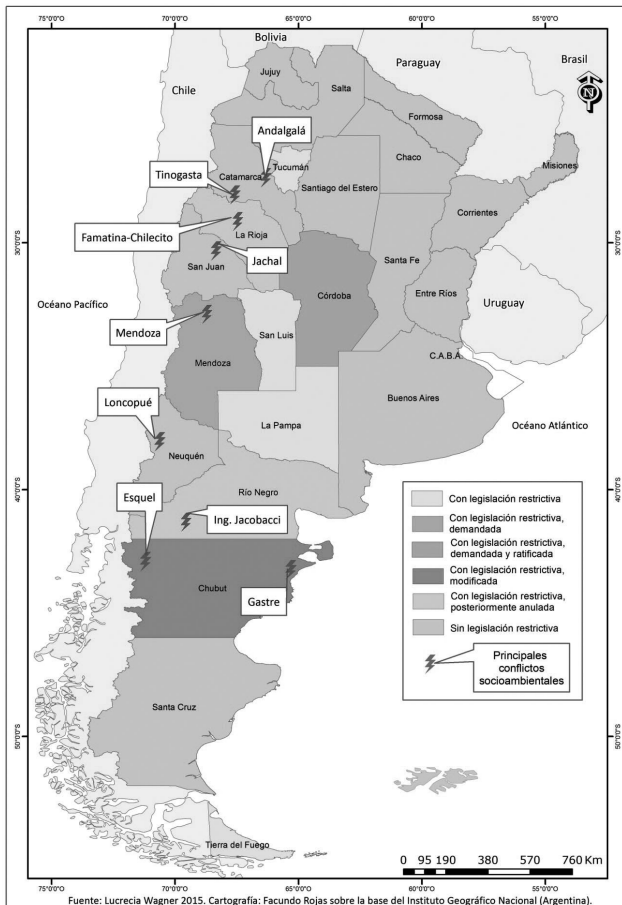 75°0'0"O
70°0'0"O
65°0'0"O
60°0'0"O
55°0'0"O
Bolivia
Paraguay
Brasil
Chile
N
Jujuy
Salta
Formosa
Andalgalá
Tucumán
Chaco
Catamarca
Misiones
Tinogasta
Santiago del Estero
Corrientes
Famatina-Chilecito
La Rioja
30°0'0"S
30°0'0"S
Jachal
Santa Fe
San Juan
Córdoba
Entre Ríos
Océano Pacífico
Uruguay
Mendoza
San Luis
C.A.B.A.
Mendoza
Buenos Aires
Loncopué
La Pampa
Océano Atlántico
Neuquén
40°0'0"S
40°0'0"S
Río Negro
Esquel
Ing. Jacobacci
Chubut
Gastre
Con legislación restrictiva
Con legislación restrictiva,
demandada
Con legislación restrictiva,
demandada y ratificada
Con legislación restrictiva,
modificada
Con legislación restrictiva,
posteriormente anulada
Sin legislación restrictiva
Principales
conflictos
socioambientales
Santa Cruz
50°0'0"S
50°0'0"S
Tierra del Fuego
0 95 190 380 570 760 Km
75°0'0"O
70°0'0"O
65°0'0"O
60°0'0"O
55°0'0"O
Fuente: Lucrecia Wagner 2015. Cartografía: Facundo Rojas sobre la base del Instituto Geográfico Nacional (Argentina).